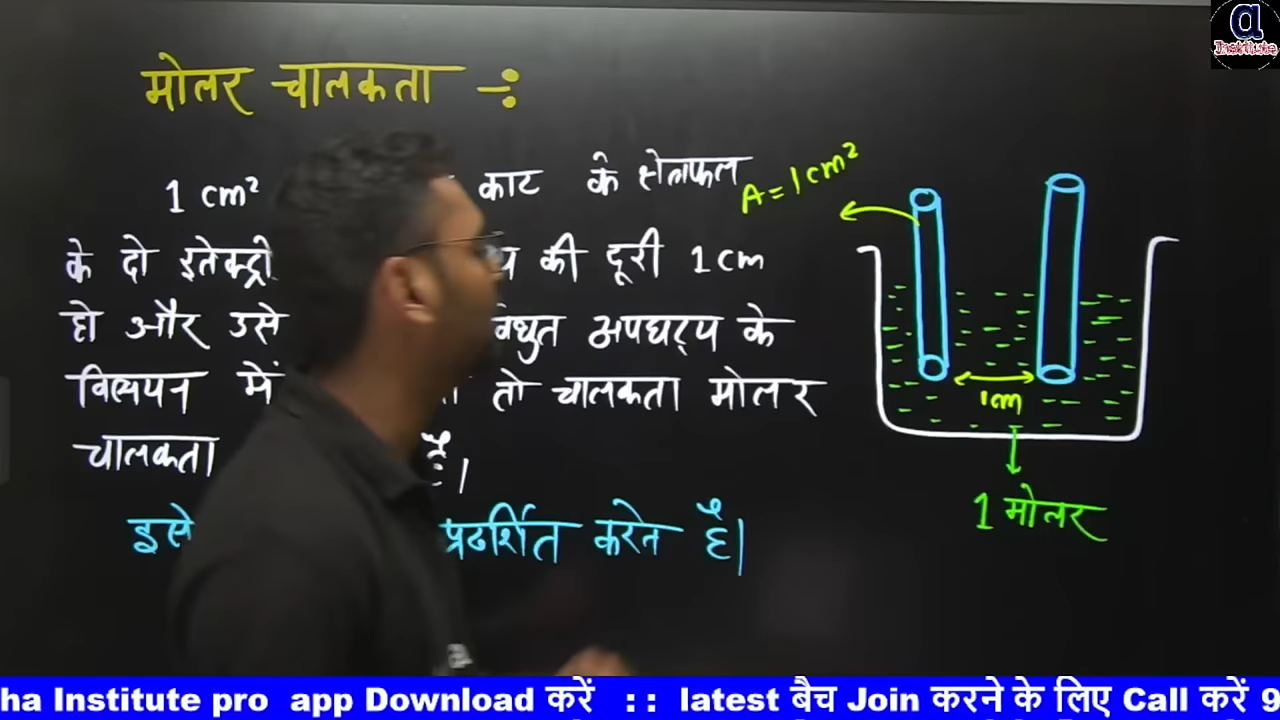 मोलर चालकता -:
1 cm² काट के क्षेत्रफल
के दो इलेक्ट्रो की दूरी 1 cm
हो और उसे विधुत अपघट्य के
विलयन में तो चालकता मोलर
चालकता है।
इसे प्रदर्शित करते है।
A = 1 cm²
1cm
1 मोलर
a
Institute
ha Institute pro app Download करें : : latest बैच Join करने के लिए Call करें 9